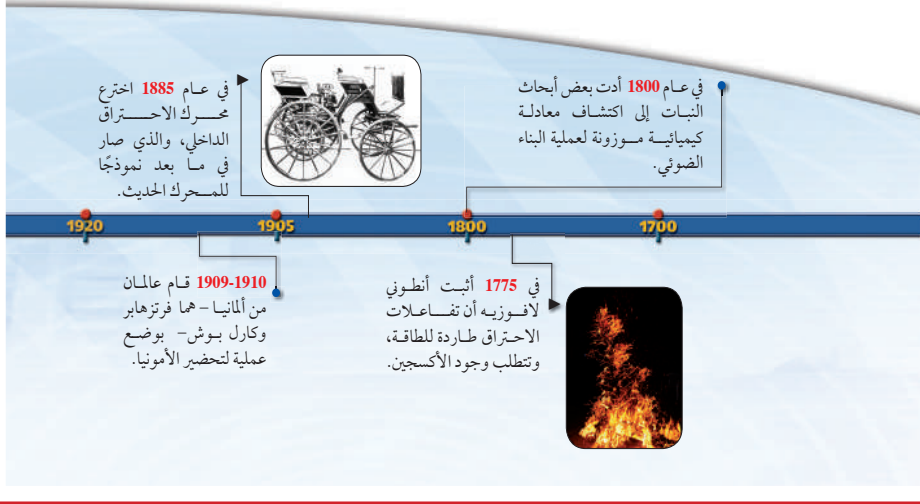 في عام 1800 أدت بعض أبحاث
النبات إلى اكتشاف معادلة
كيميائية موزونة لعملية البناء
الضوئي.
في عام 1885 اخترع
محرك الاحتراق
الداخلي، والذي صار
في ما بعد نموذجًا
للمحرك الحديث.
1700
1800
1905
1920
في 1775 أثبت أنطوني
لافوزيه أن تفاعلات
الاحتراق طاردة للطاقة،
وتتطلب وجود الأكسجين.
1909-1910 قام عالمان
من ألمانيا – هما فرتزهابر
وكارل بوش– بوضع
عملية لتحضير الأمونيا.